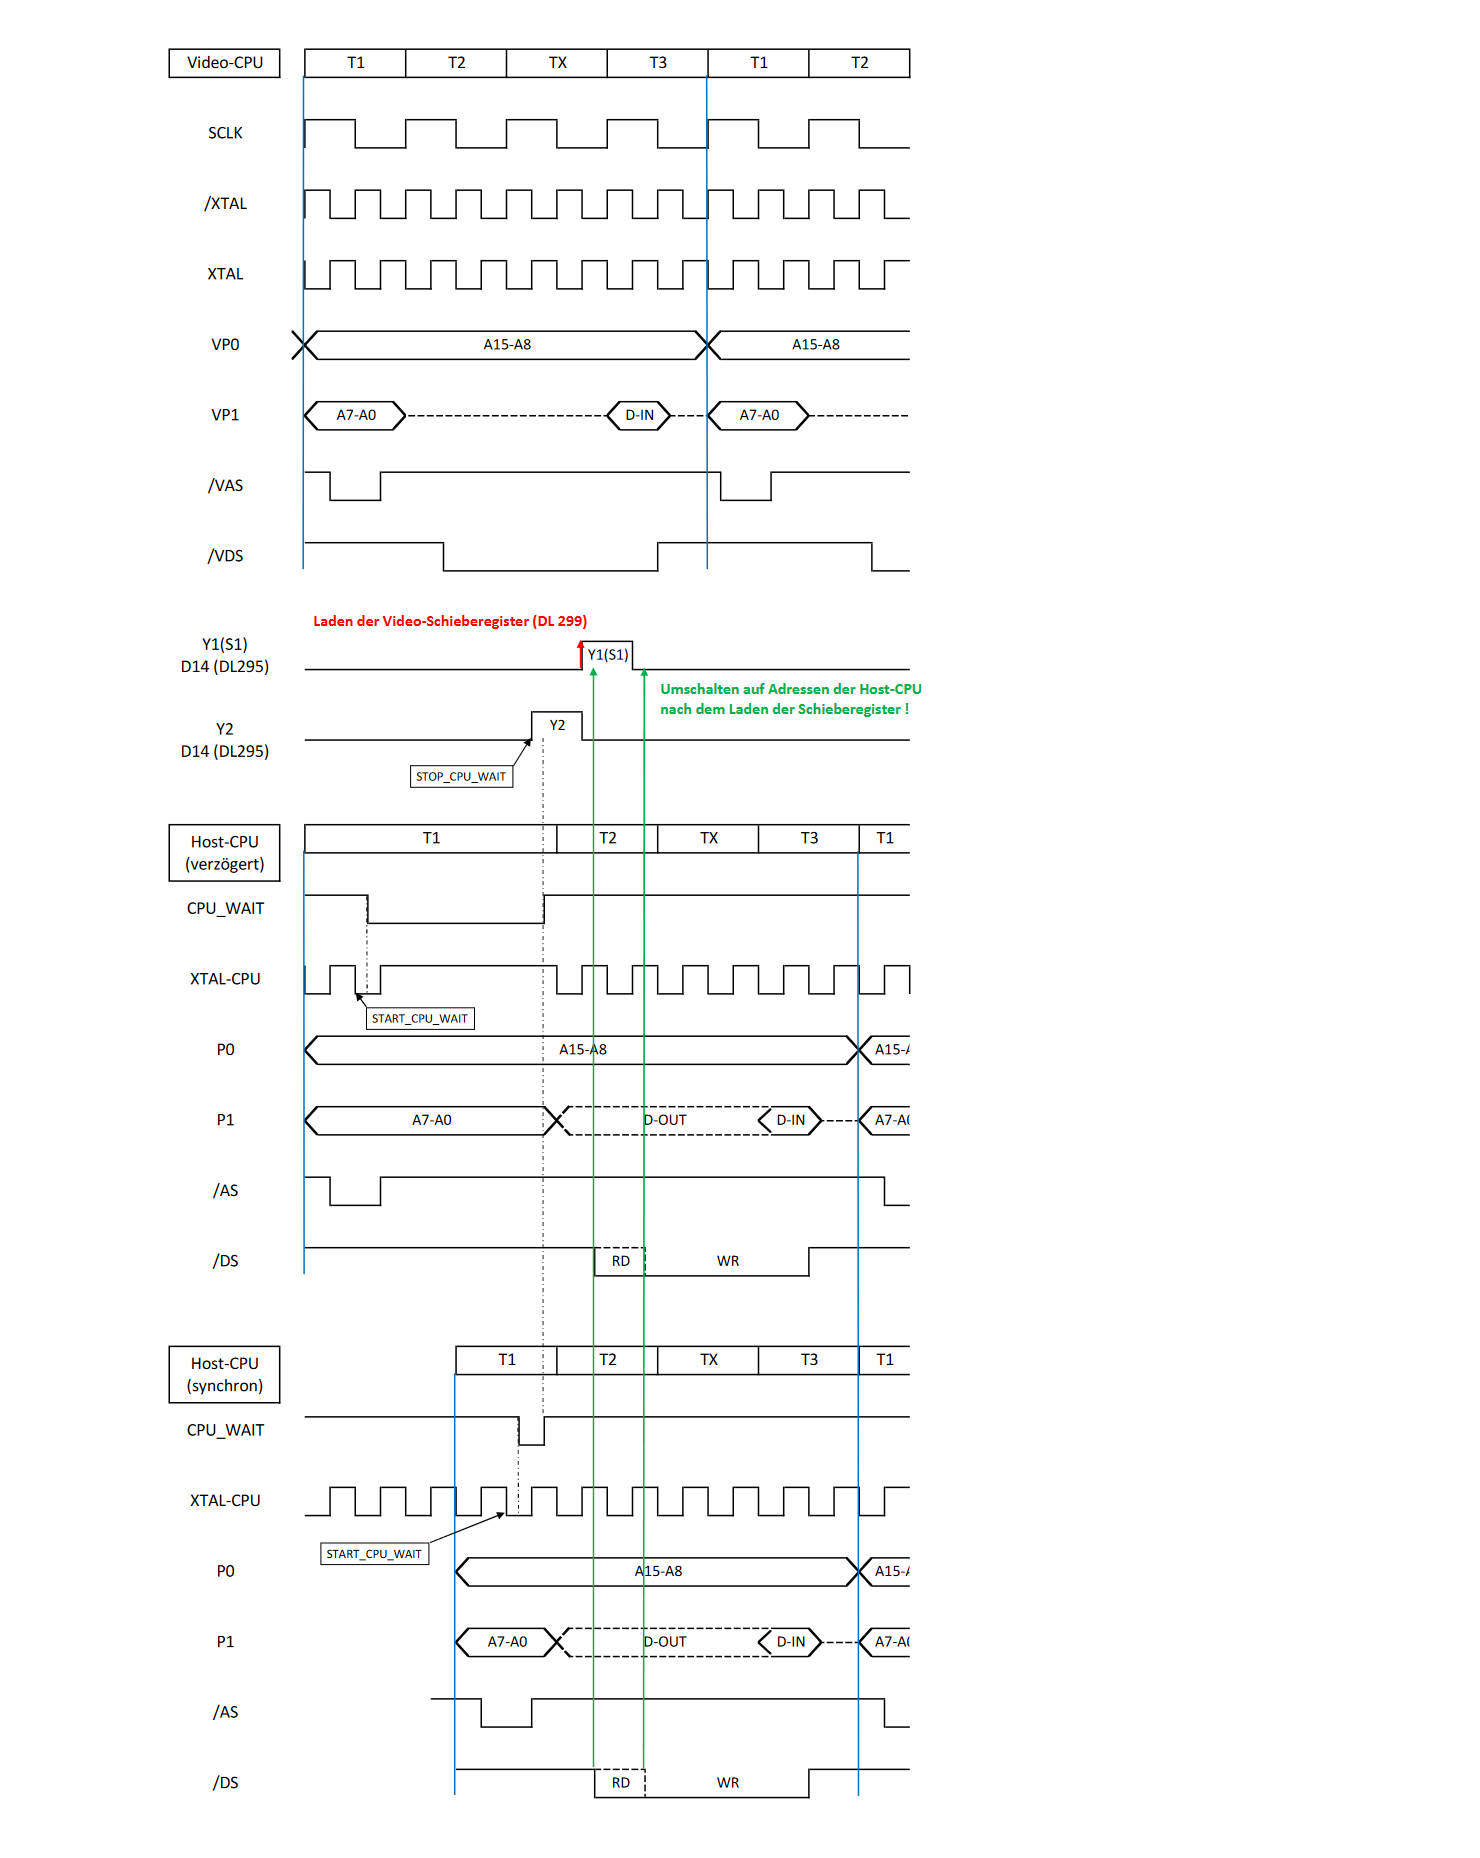 Video-CPU T1 T2 TX T3 T1 T2
SCLK
/XTAL
XTAL
VP0 A15-A8 A15-A8
VP1 A7-A0 D-IN A7-A0
/VAS
/VDS
Laden der Video-Schieberegister (DL 299)
Y1(S1)
D14 (DL295)
Y1(S1)
Umschalten auf Adressen der Host-CPU
nach dem Laden der Schieberegister !
Y2
D14 (DL295)
Y2
STOP_CPU_WAIT
Host-CPU
(verzögert)
T1 T2 TX T3 T1
CPU_WAIT
XTAL-CPU
START_CPU_WAIT
P0 A15-A8 A15-
P1 A7-A0 D-OUT D-IN A7-A
/AS
/DS RD WR
Host-CPU
(synchron)
T1 T2 TX T3 T1
CPU_WAIT
XTAL-CPU
START_CPU_WAIT
P0 A15-A8 A15-
P1 A7-A0 D-OUT D-IN A7-A
/AS
/DS RD WR